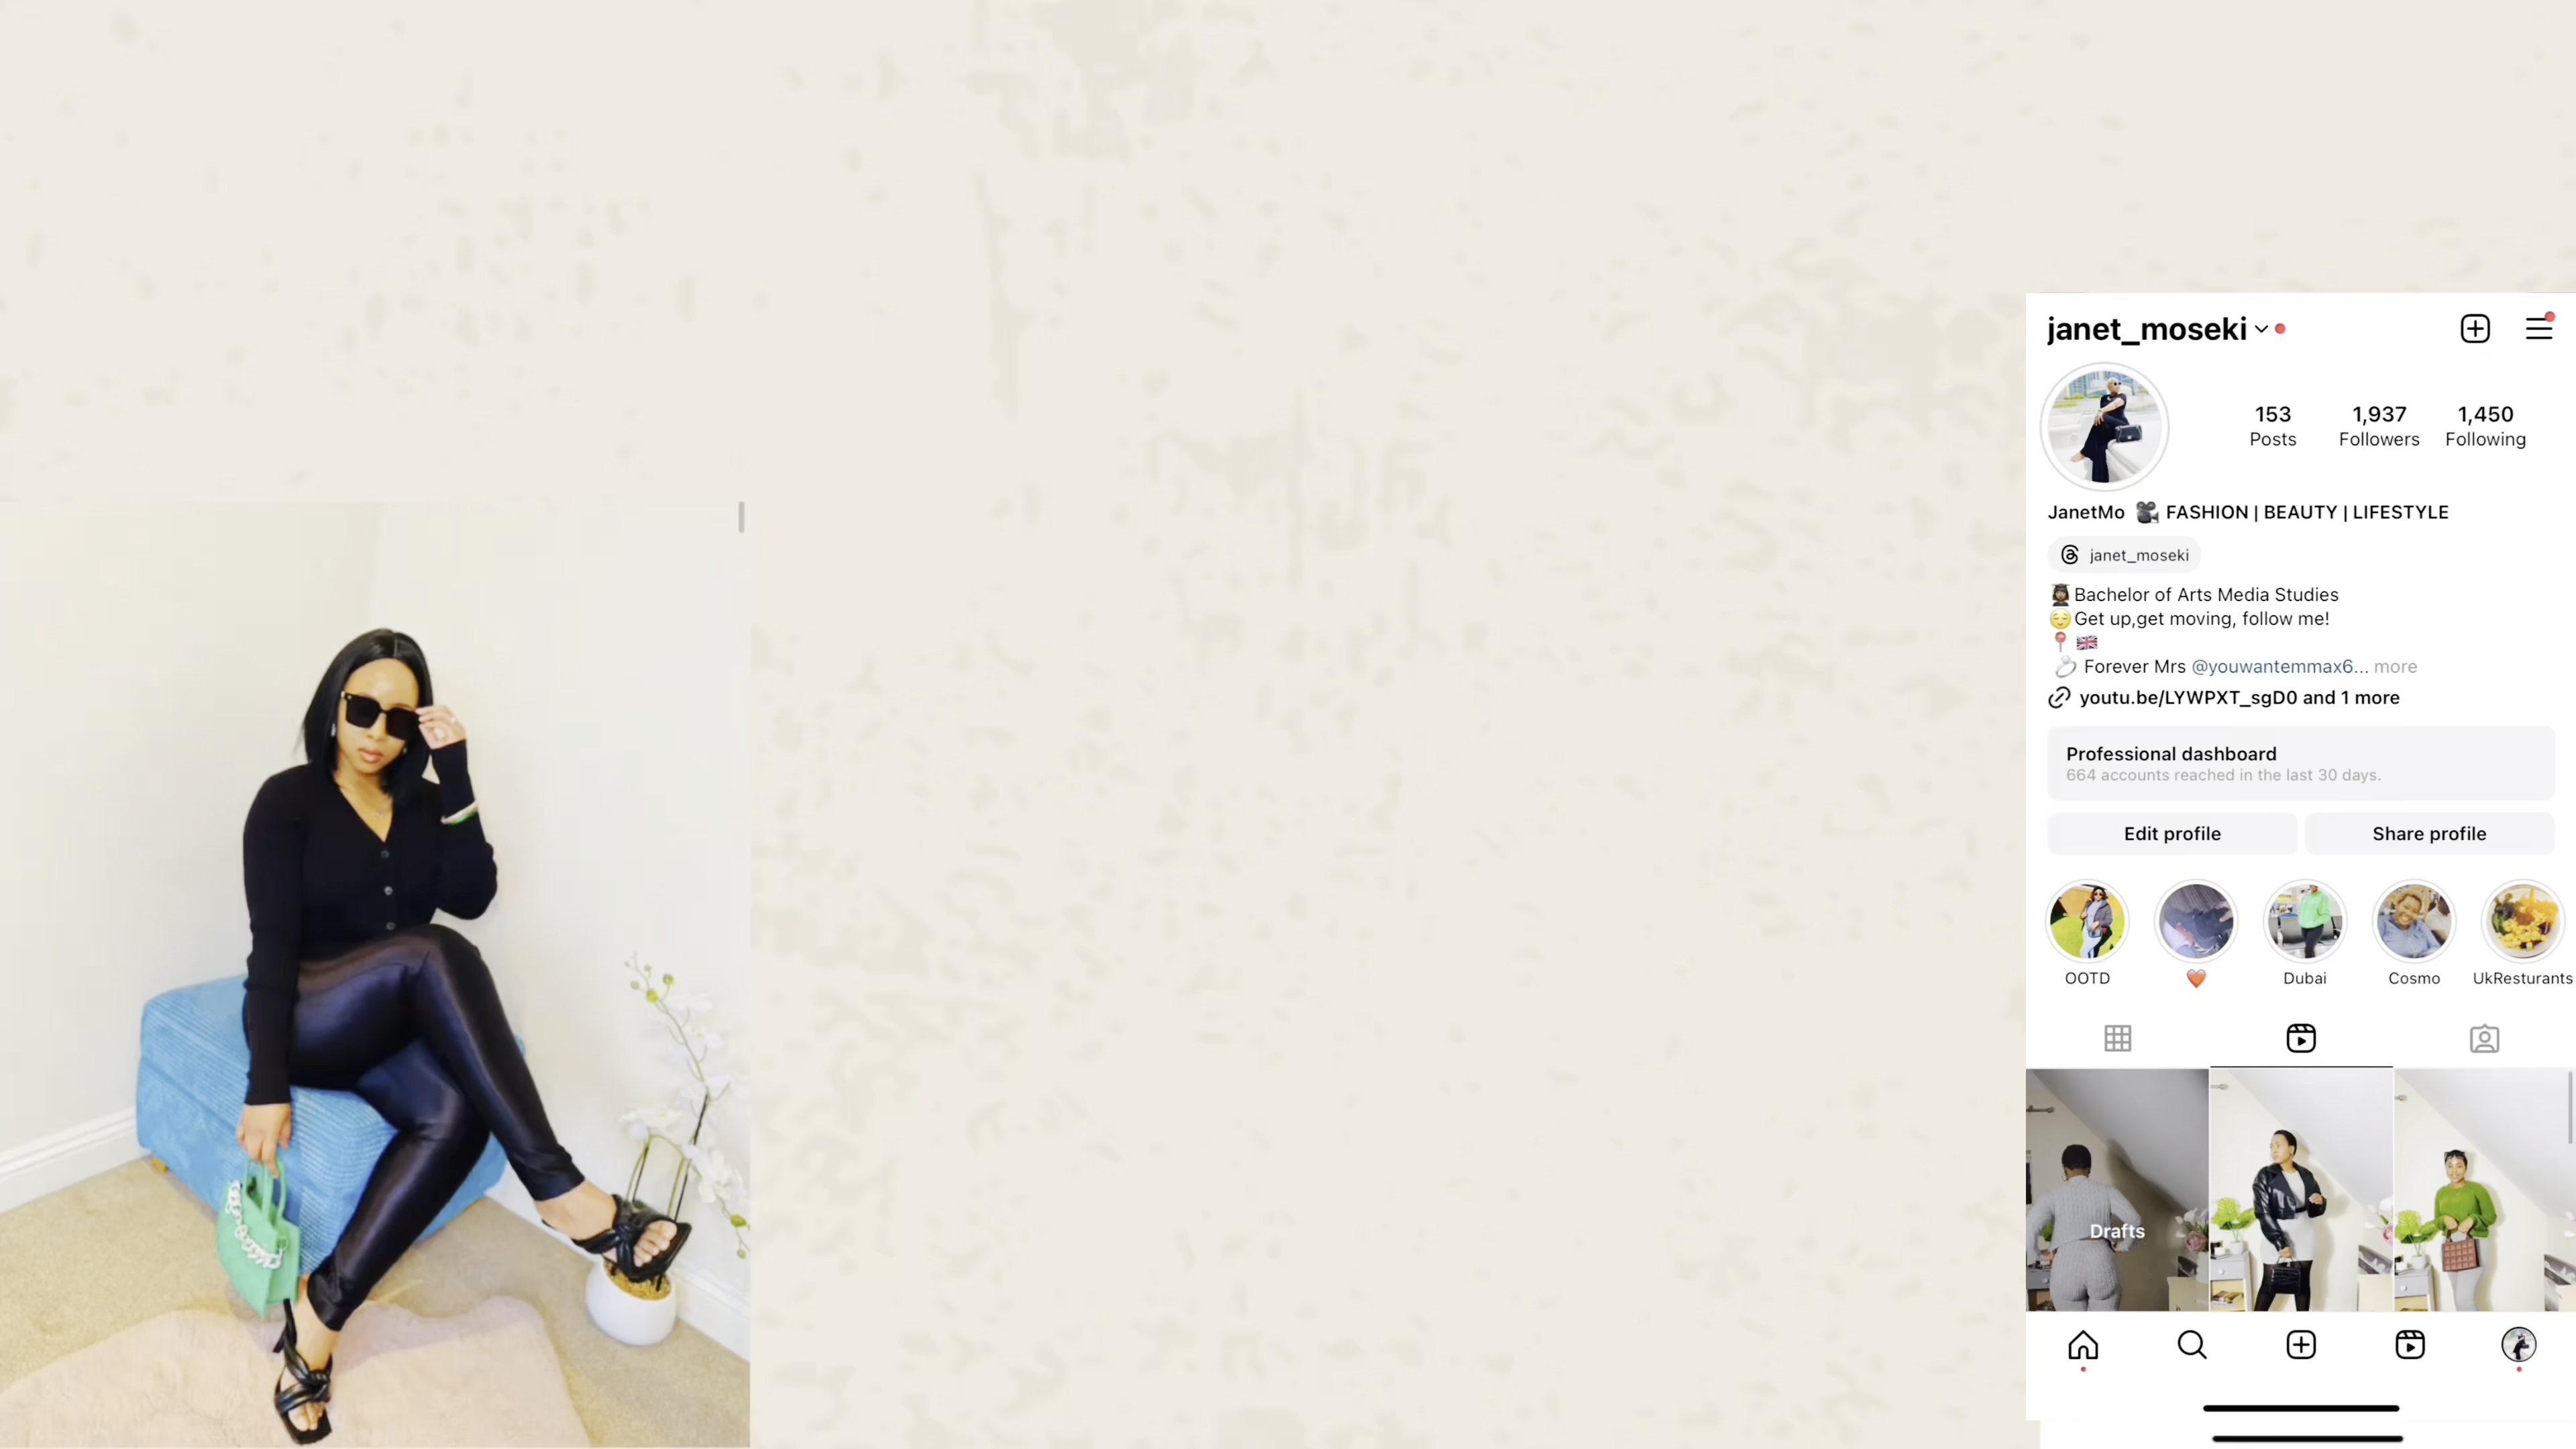 janet_moseki
153 1,937 1,450
Posts Followers Following
JanetMo 🎥 FASHION | BEAUTY | LIFESTYLE
janet_moseki
👩🏾‍🎓Bachelor of Arts Media Studies
😌Get up,get moving, follow me!
📍🇬🇧
💍 Forever Mrs @youwantemmax6... more
youtu.be/LYWPXT_sgD0 and 1 more
Professional dashboard
664 accounts reached in the last 30 days.
Edit profile Share profile
OOTD 🧡 Dubai Cosmo UkResturants
Drafts